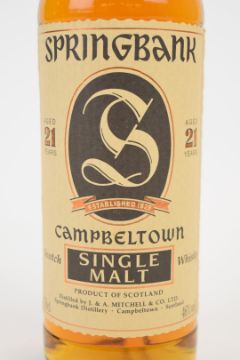 SPRINGBANK
AGED 21 YEARS
AGED 21 YEARS
S
ESTABLISHED 1828
CAMPBELTOWN
Scotch SINGLE Whisky
MALT
PRODUCT OF SCOTLAND
Distilled by J. & A. MITCHELL & CO. LTD.
Springbank Distillery · Campbeltown · Scotland
46%